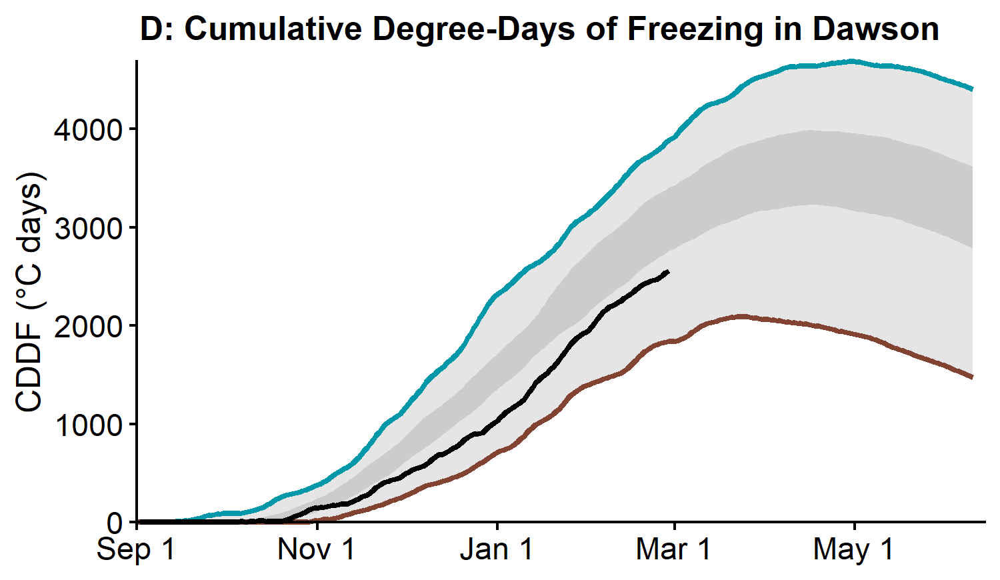 D: Cumulative Degree-Days of Freezing in Dawson
CDDF (°C days)
4000
3000
2000
1000
0
Sep 1 Nov 1 Jan 1 Mar 1 May 1